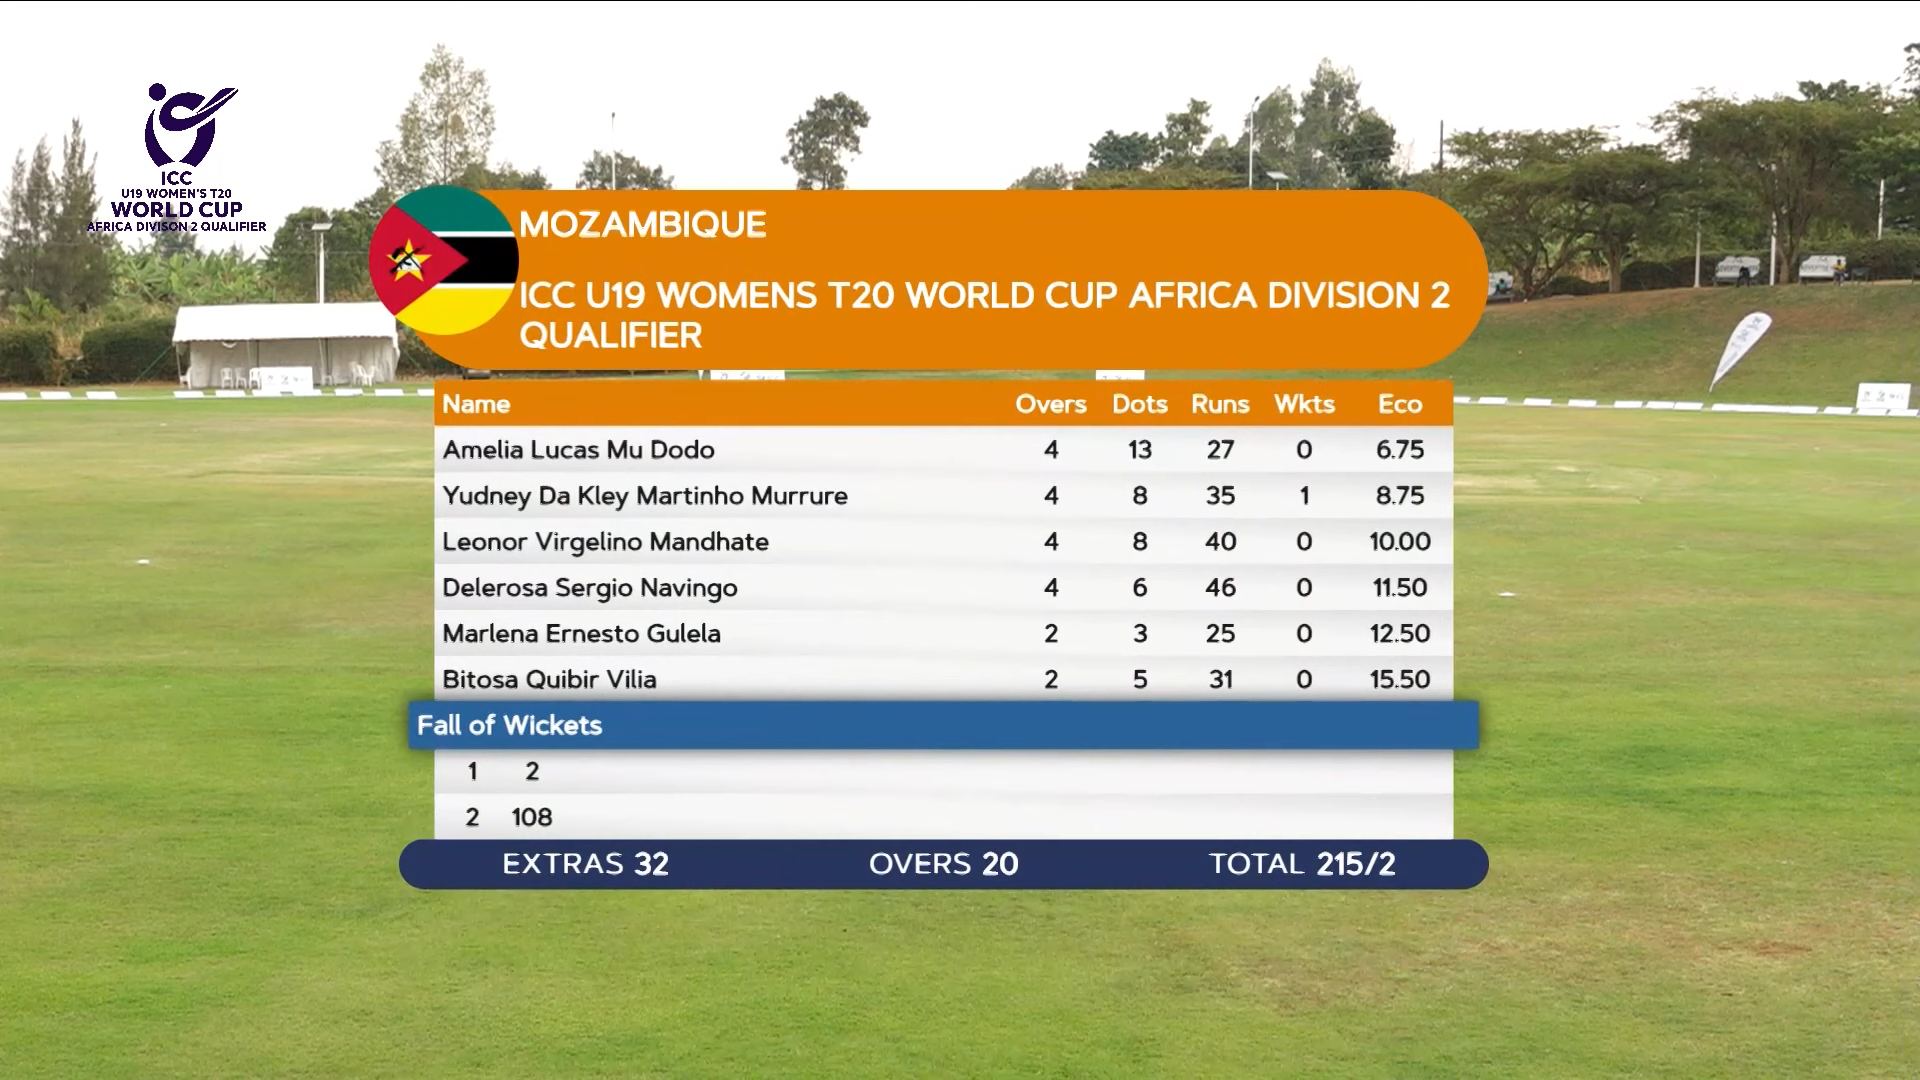 ICC
U19 WOMEN'S T20
WORLD CUP
AFRICA DIVISON 2 QUALIFIER
MOZAMBIQUE
ICC U19 WOMENS T20 WORLD CUP AFRICA DIVISION 2
QUALIFIER
Name Overs Dots Runs Wkts Eco
Amelia Lucas Mu Dodo 4 13 27 0 6.75
Yudney Da Kley Martinho Murrure 4 8 35 1 8.75
Leonor Virgelino Mandhate 4 8 40 0 10.00
Delerosa Sergio Navingo 4 6 46 0 11.50
Marlena Ernesto Gulela 2 3 25 0 12.50
Bitosa Quibir Vilia 2 5 31 0 15.50
Fall of Wickets
1 2
2 108
EXTRAS 32 OVERS 20 TOTAL 215/2